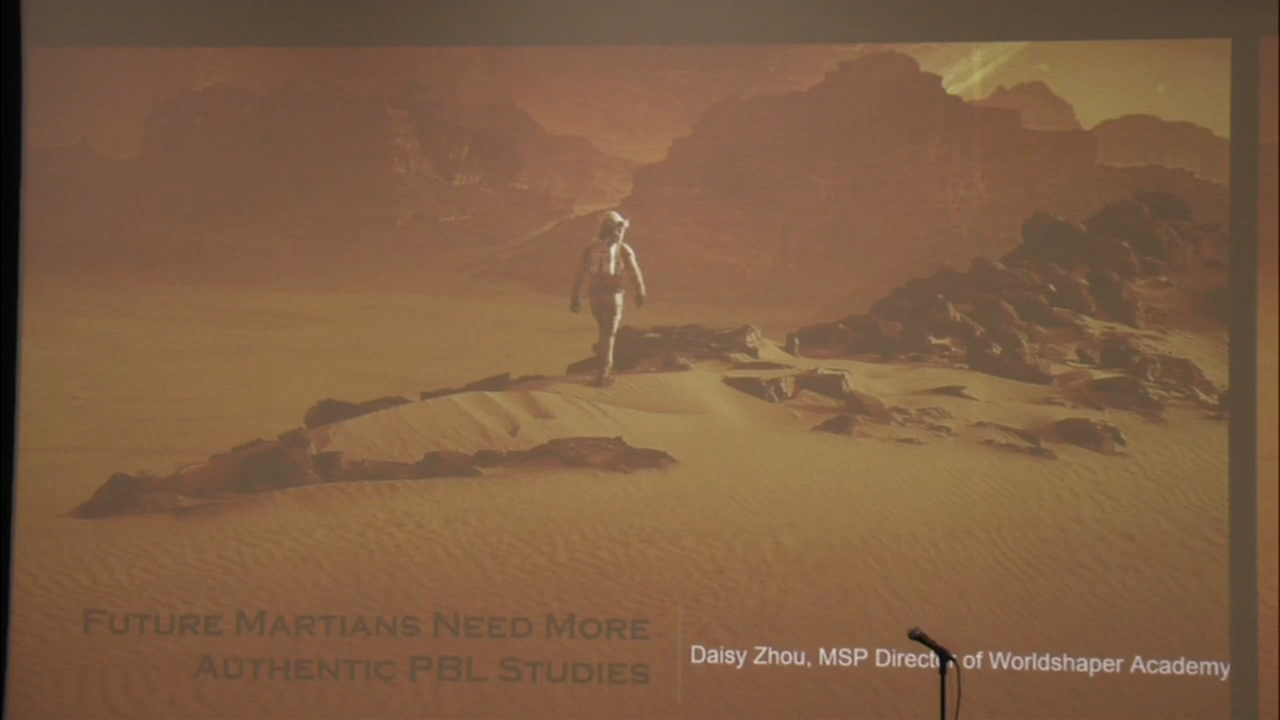 Future Martians Need More
Authentic PBL Studies
Daisy Zhou, MSP Director of Worldshaper Academy